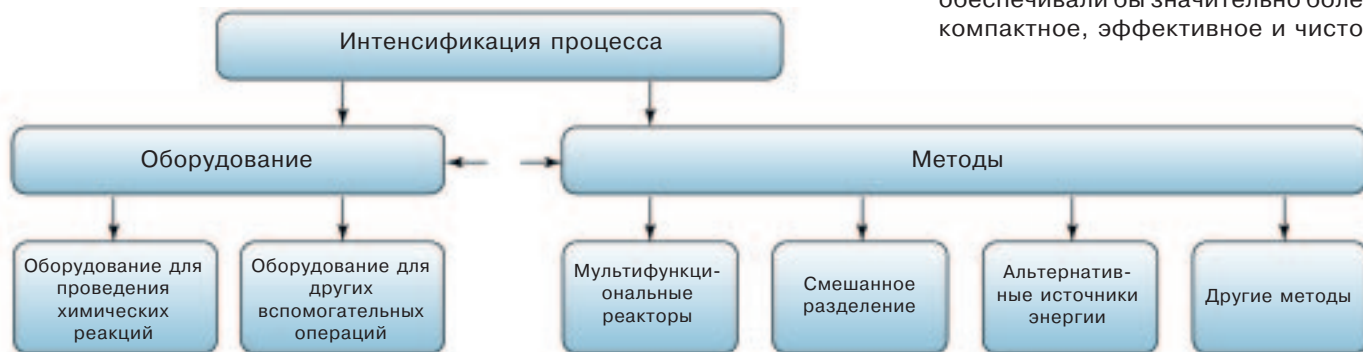 обеспечивали бы значительно боле
компактное, эффективное и чисто
Интенсификация процесса
Оборудование
Методы
Оборудование для
проведения
химических
реакций
Оборудование для
других
вспомогательных
операций
Мультифункци-
ональные
реакторы
Смешанное
разделение
Альтернатив-
ные источники
энергии
Другие методы